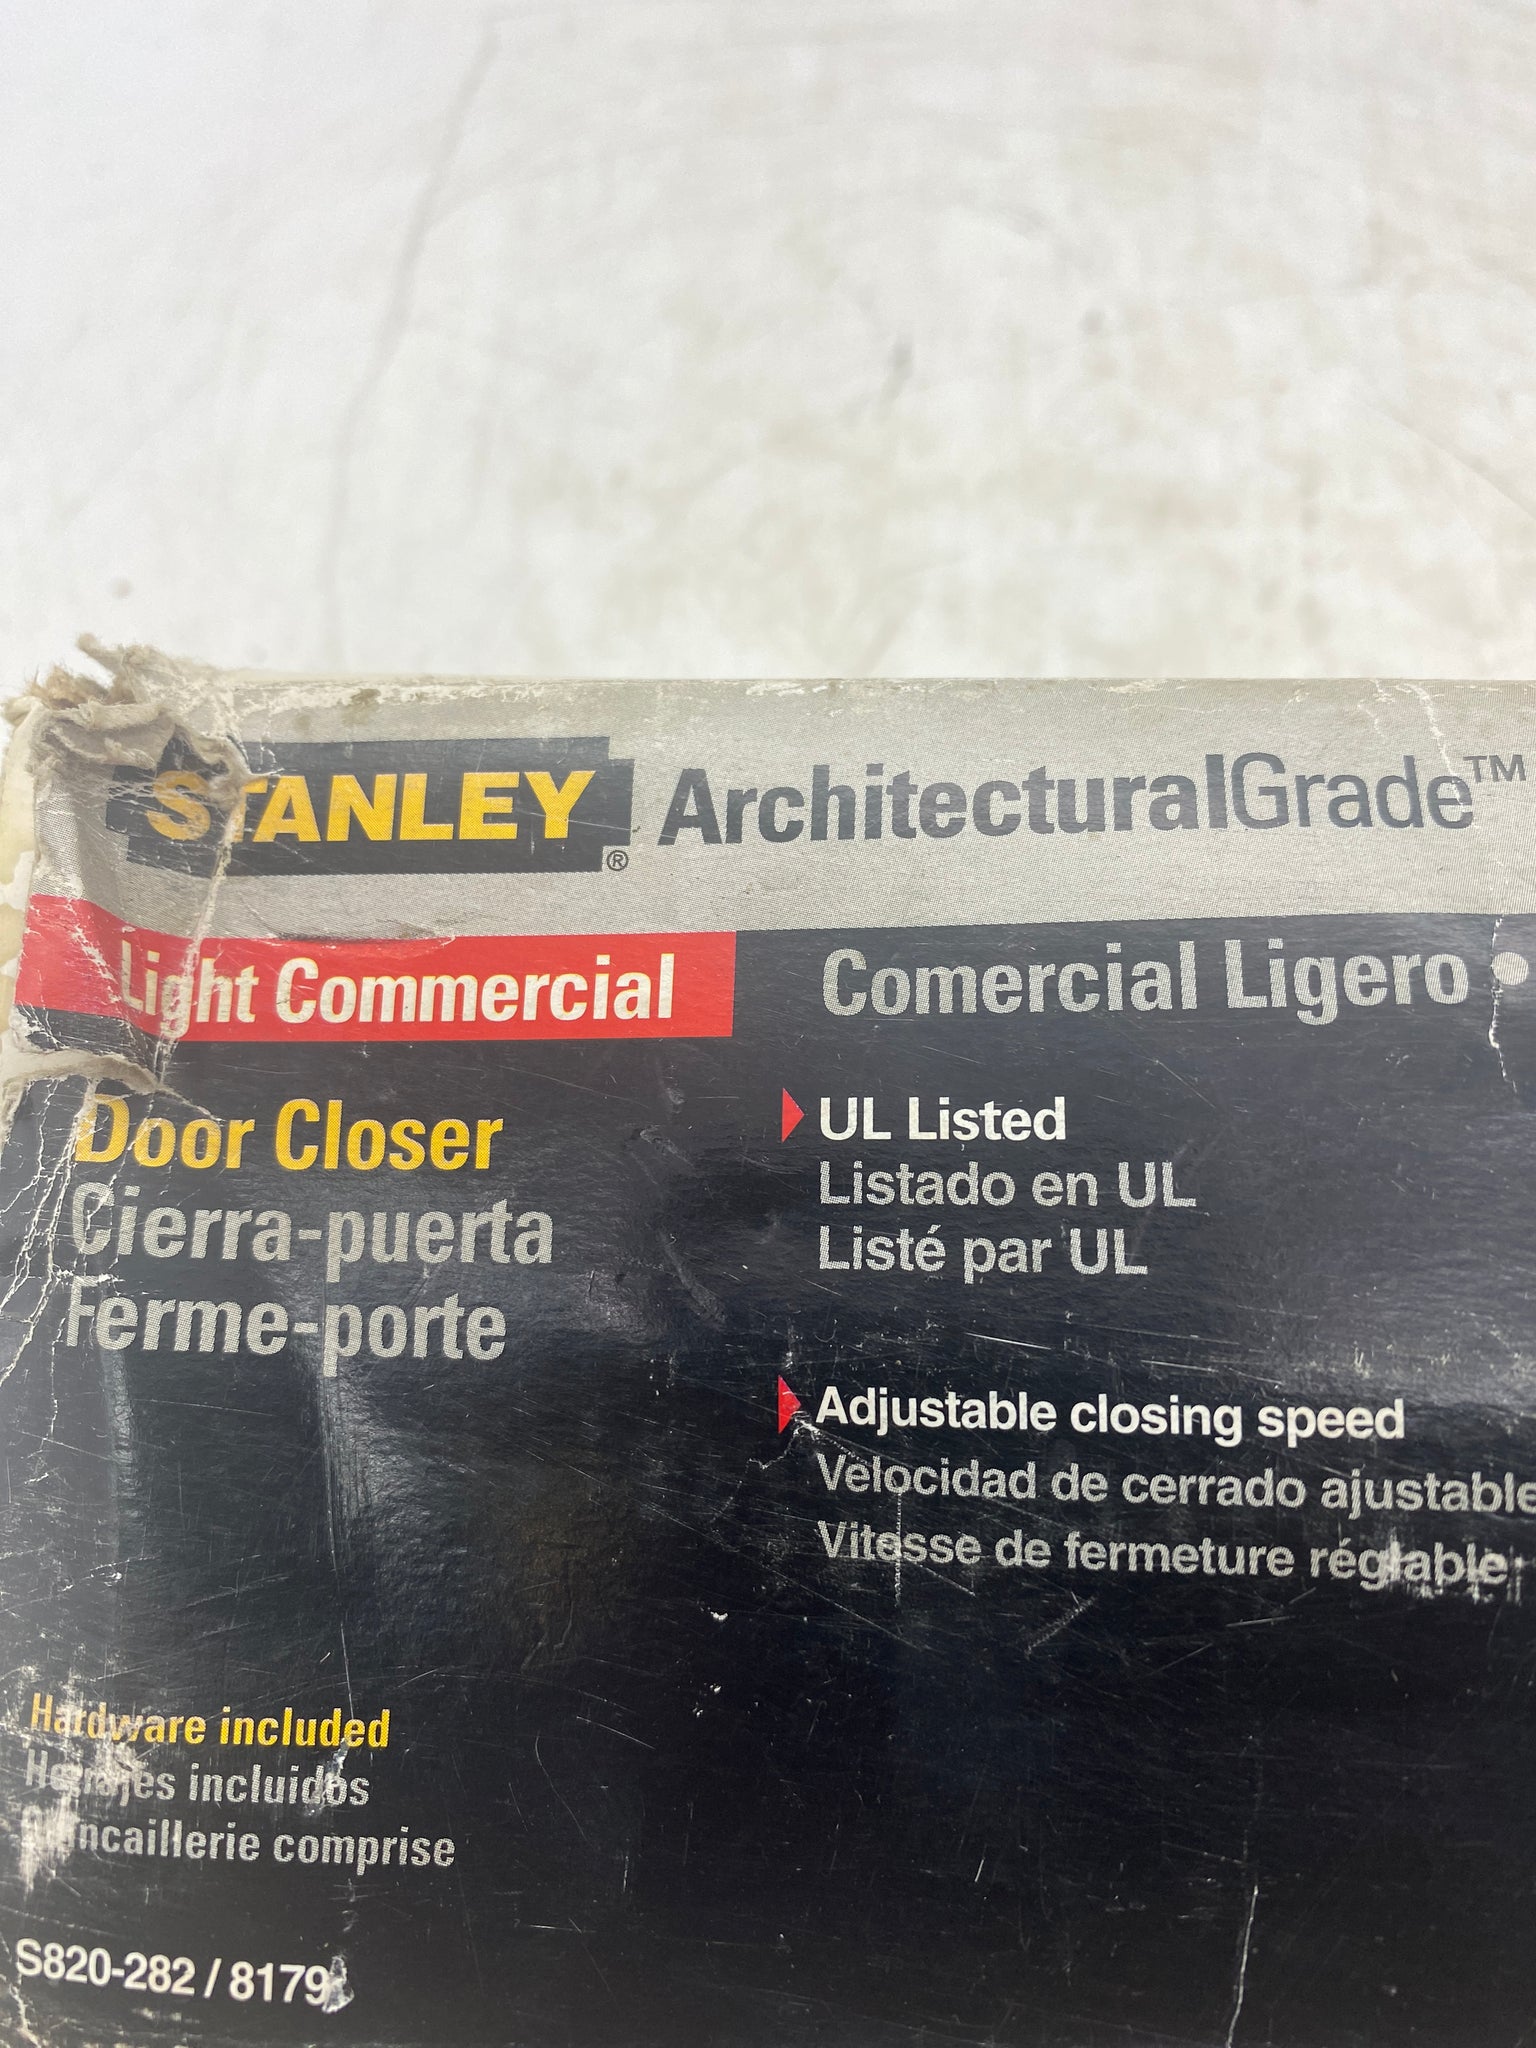 STANLEY® ArchitecturalGrade™
Light Commercial Comercial Ligero •
Door Closer
Cierra-puerta
Ferme-porte
UL Listed
Listado en UL
Listé par UL
Adjustable closing speed
Velocidad de cerrado ajustable
Vitesse de fermeture réglable
Hardware included
Herrajes incluidos
Quincaillerie comprise
S820-282 / 8179